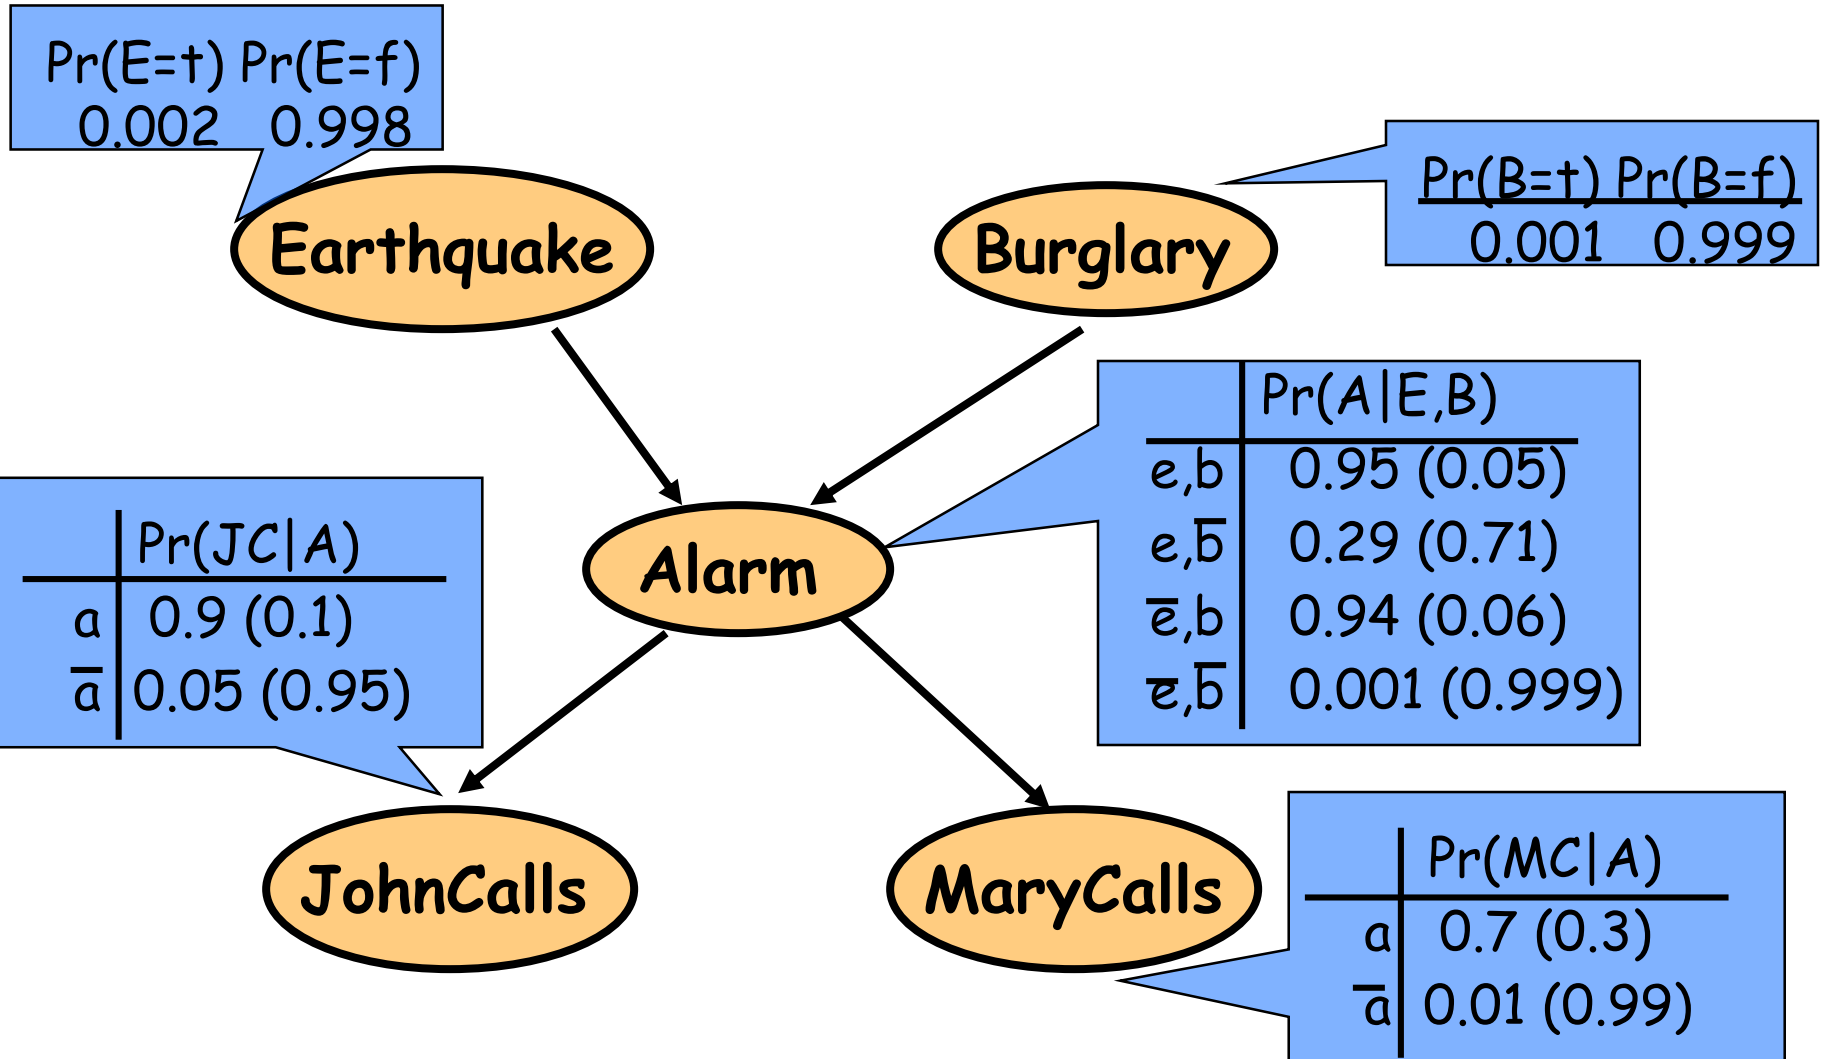 Pr(E=t) Pr(E=f)
0.002 0.998
Pr(B=t) Pr(B=f)
0.001 0.999
Earthquake
Burglary
Pr(A|E,B)
e,b 0.95 (0.05)
e,b̅ 0.29 (0.71)
e̅,b 0.94 (0.06)
e̅,b̅ 0.001 (0.999)
Pr(JC|A)
a 0.9 (0.1)
a̅ 0.05 (0.95)
Alarm
JohnCalls
MaryCalls
Pr(MC|A)
a 0.7 (0.3)
a̅ 0.01 (0.99)